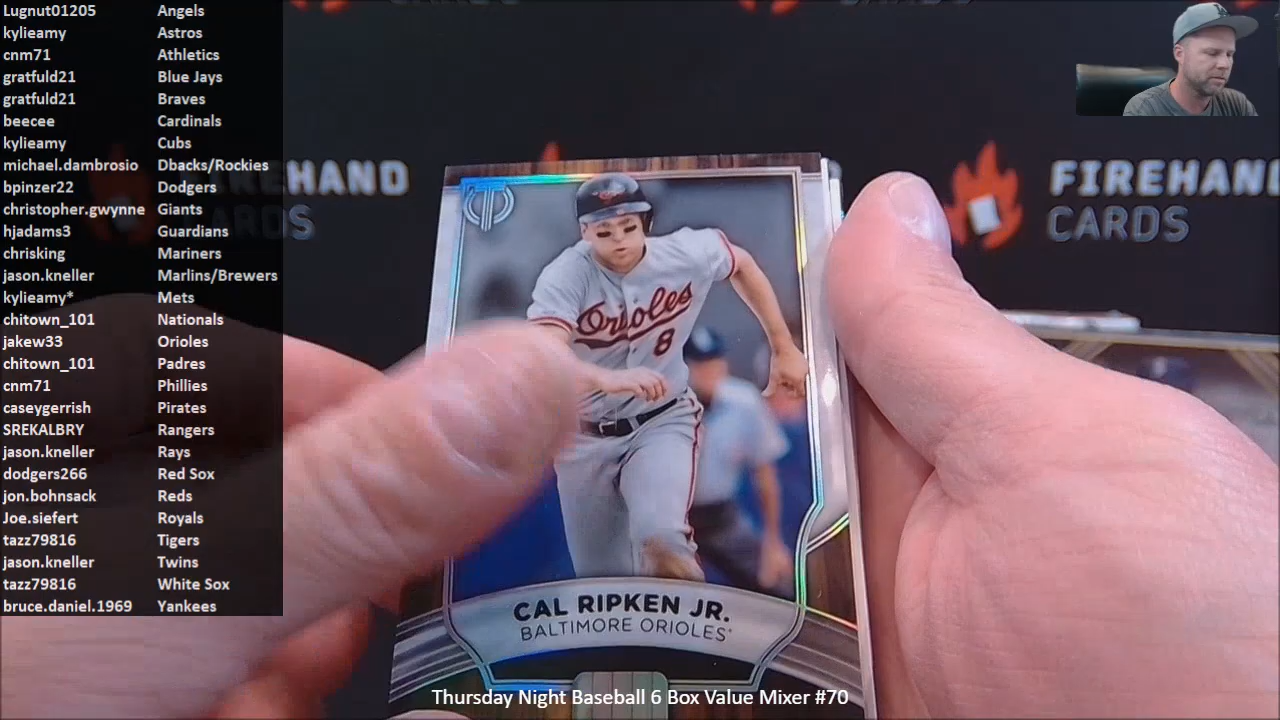 Lugnut01205 Angels
kylieamy Astros
cnm71 Athletics
gratfuld21 Blue Jays
gratfuld21 Braves
beecee Cardinals
kylieamy Cubs
michael.dambrosio Dbacks/Rockies
bpinzer22 Dodgers
christopher.gwynne Giants
hjadams3 Guardians
chrisking Mariners
jason.kneller Marlins/Brewers
kylieamy* Mets
chitown_101 Nationals
jakew33 Orioles
chitown_101 Padres
cnm71 Phillies
caseygerrish Pirates
SREKALBRY Rangers
jason.kneller Rays
dodgers266 Red Sox
jon.bohnsack Reds
Joe.siefert Royals
tazz79816 Tigers
jason.kneller Twins
tazz79816 White Sox
bruce.daniel.1969 Yankees
HAND
DS
FIREHAN
CARDS
Orioles
8
CAL RIPKEN JR.
BALTIMORE ORIOLES
Thursday Night Baseball 6 Box Value Mixer #70